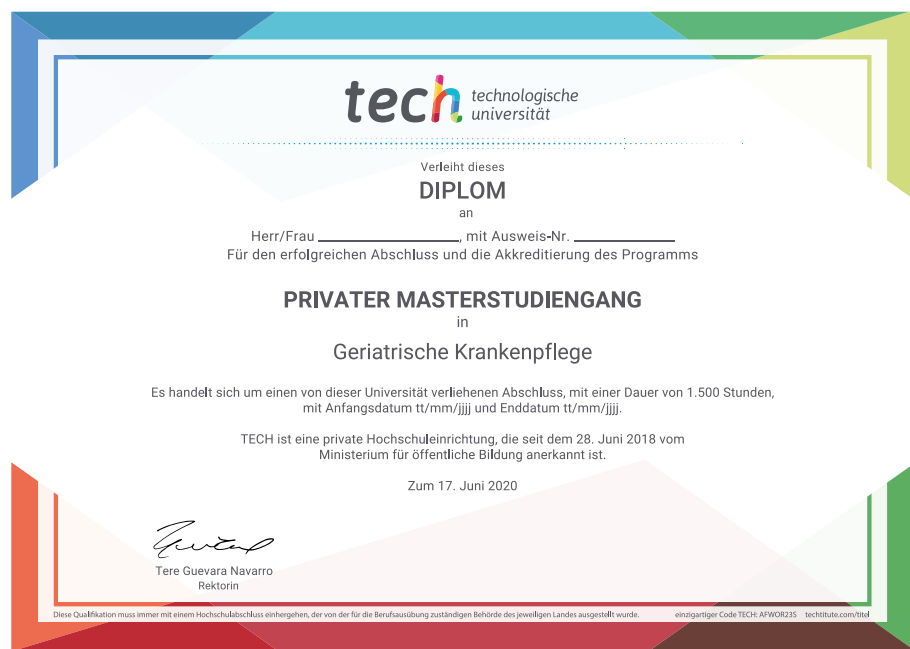 tech technologische
universität
Verleiht dieses
DIPLOM
an
Herr/Frau ____________, mit Ausweis-Nr. ____________
Für den erfolgreichen Abschluss und die Akkreditierung des Programms
PRIVATER MASTERSTUDIENGANG
in
Geriatrische Krankenpflege
Es handelt sich um einen von dieser Universität verliehenen Abschluss, mit einer Dauer von 1.500 Stunden,
mit Anfangsdatum tt/mm/jjjj und Enddatum tt/mm/jjjj.
TECH ist eine private Hochschuleinrichtung, die seit dem 28. Juni 2018 vom
Ministerium für öffentliche Bildung anerkannt ist.
Zum 17. Juni 2020
Tere Guevara Navarro
Rektorin
Diese Qualifikation muss immer mit einem Hochschulabschluss einhergehen, der von der für die Berufsausübung zuständigen Behörde des jeweiligen Landes ausgestellt wurde. einzigartiger Code TECH: AFWOR23S techtitute.com/titel